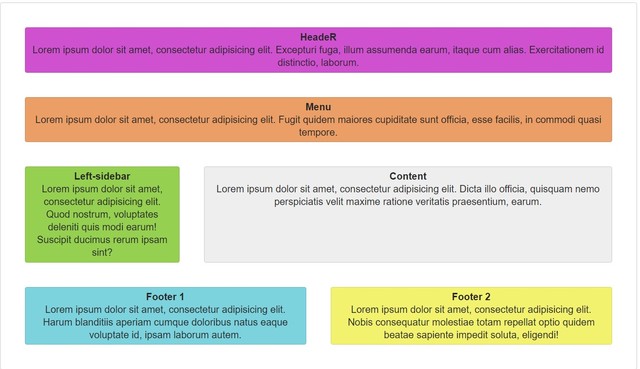 HeadeR
Lorem ipsum dolor sit amet, consectetur adipisicing elit. Excepturi fuga, illum assumenda earum, itaque cum alias. Exercitationem id
distinctio, laborum.
Menu
Lorem ipsum dolor sit amet, consectetur adipisicing elit. Fugit quidem maiores cupiditate sunt officia, esse facilis, in commodi quasi
tempore.
Left-sidebar
Lorem ipsum dolor sit amet,
consectetur adipisicing elit.
Quod nostrum, voluptates
deleniti quis modi earum!
Suscipit ducimus rerum ipsam
sint?
Content
Lorem ipsum dolor sit amet, consectetur adipisicing elit. Dicta illo officia, quisquam nemo
perspiciatis velit maxime ratione veritatis praesentium, earum.
Footer 1
Lorem ipsum dolor sit amet, consectetur adipisicing elit.
Harum blanditiis aperiam cumque doloribus natus eaque
voluptate id, ipsam laborum autem.
Footer 2
Lorem ipsum dolor sit amet, consectetur adipisicing elit.
Nobis consequatur molestiae totam repellat optio quidem
beatae sapiente impedit soluta, eligendi!